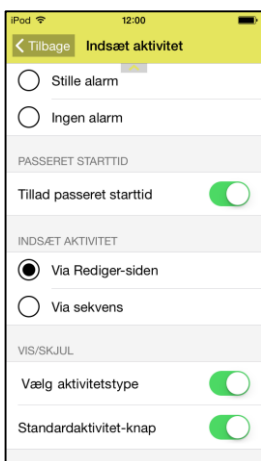 iPod 12:00
Tilbage Indsæt aktivitet
Stille alarm
Ingen alarm
PASSERET STARTTID
Tillad passeret starttid
INDSÆT AKTIVITET
Via Rediger-siden
Via sekvens
VIS/SKJUL
Vælg aktivitetstype
Standardaktivitet-knap